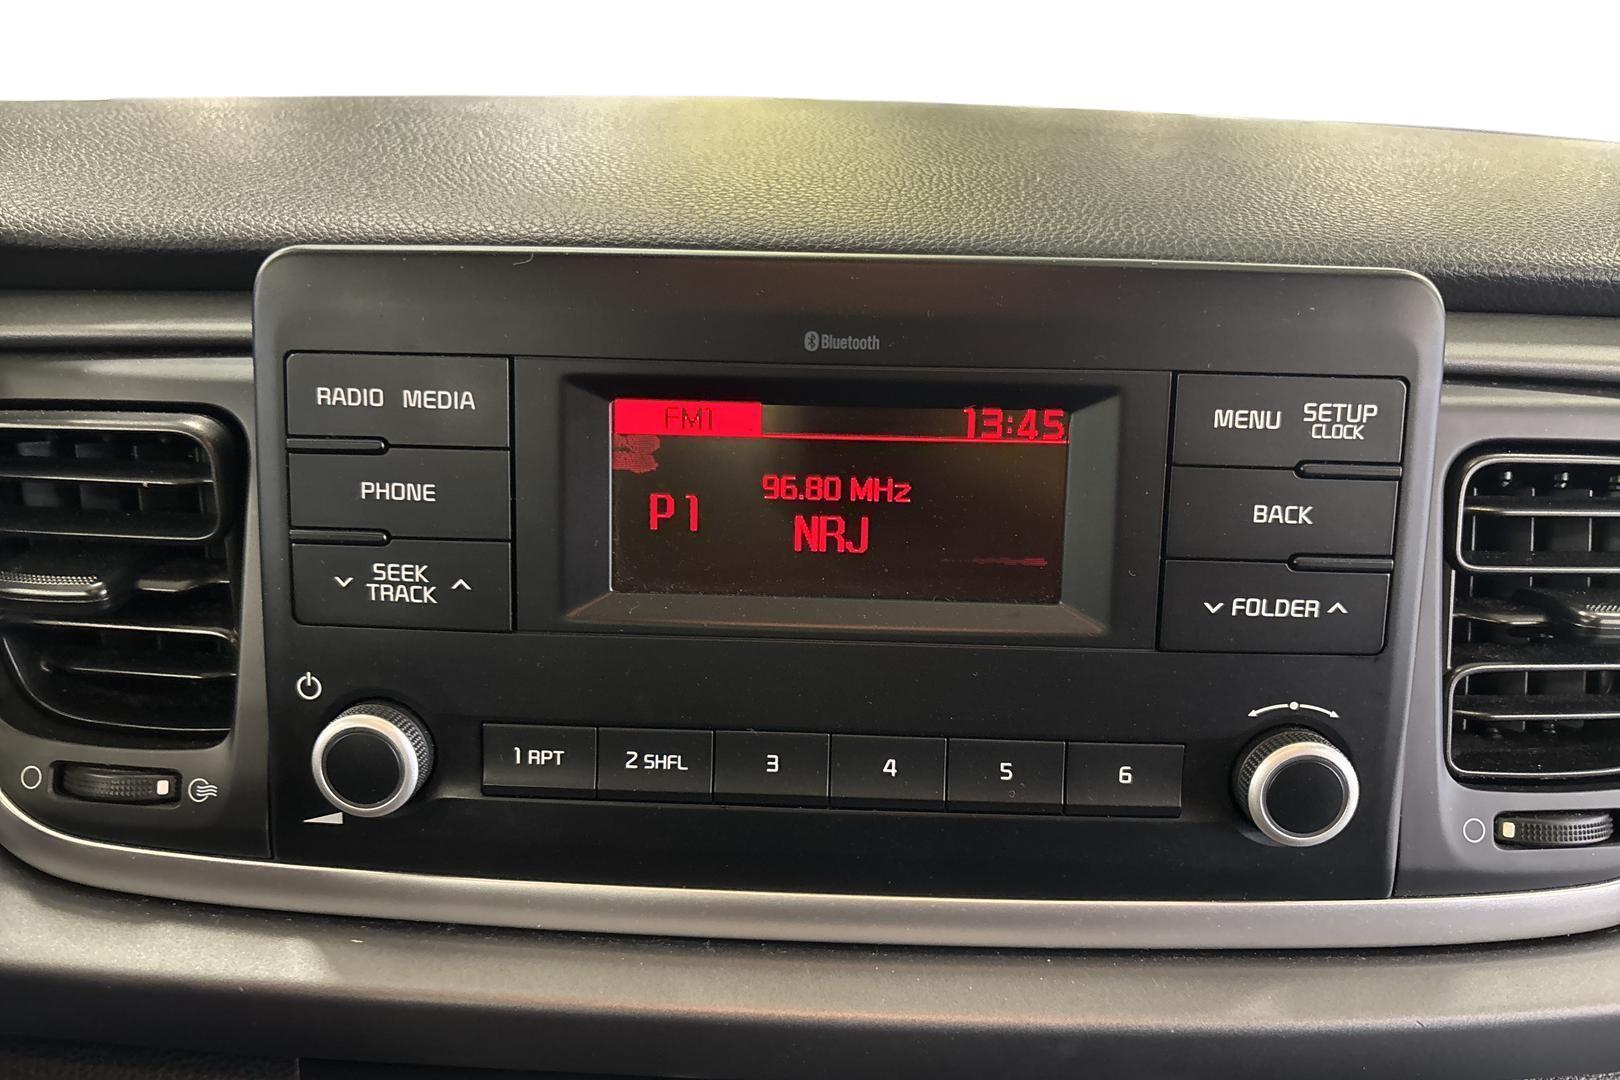 Bluetooth
RADIO MEDIA
PHONE
SEEK
TRACK
FM1 13:45
96.80 MHz
P1 NRJ
MENU SETUP
CLOCK
BACK
FOLDER
1 RPT 2 SHFL 3 4 5 6